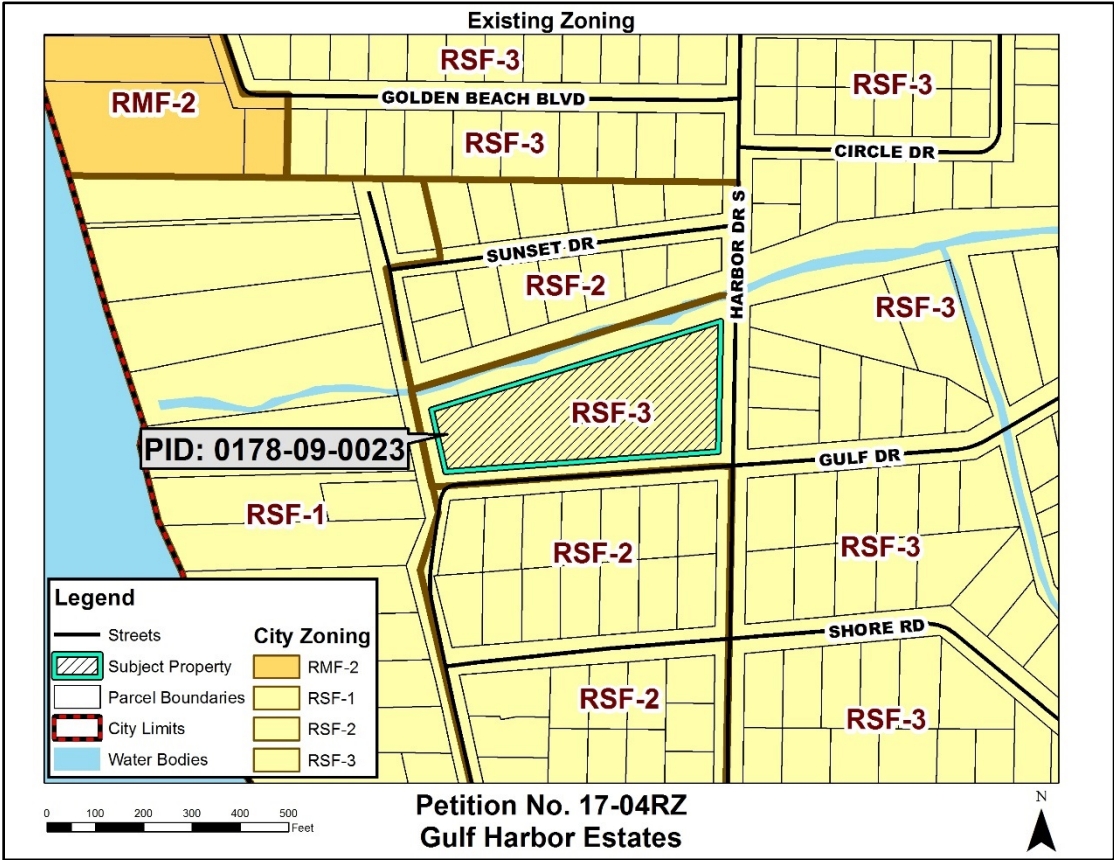 Existing Zoning
RSF-3
RMF-2
GOLDEN BEACH BLVD
RSF-3
RSF-3
CIRCLE DR
HARBOR DR S
SUNSET DR
RSF-2
RSF-3
RSF-3
PID: 0178-09-0023
GULF DR
RSF-1
RSF-2
RSF-3
SHORE RD
RSF-2
RSF-3
Legend
Streets
Subject Property
Parcel Boundaries
City Limits
Water Bodies
City Zoning
RMF-2
RSF-1
RSF-2
RSF-3
0 100 200 300 400 500
Feet
Petition No. 17-04RZ
Gulf Harbor Estates
N